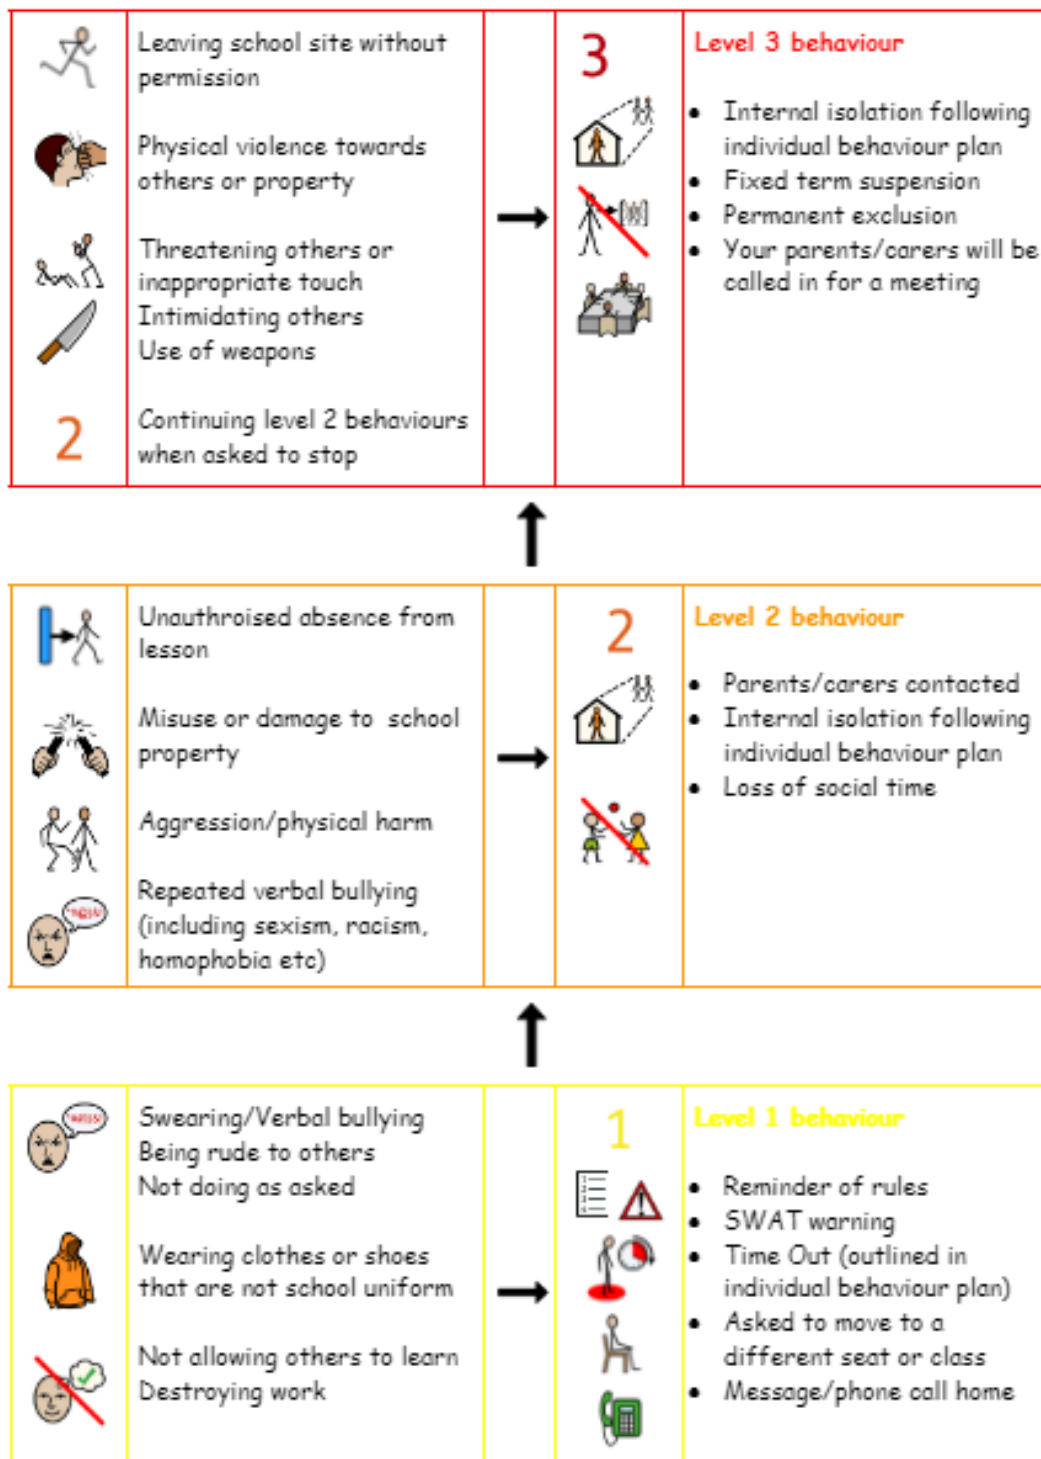 Leaving school site without
permission
Physical violence towards
others or property
Threatening others or
inappropriate touch
Intimidating others
Use of weapons
2
Continuing level 2 behaviours
when asked to stop
3
Level 3 behaviour
• Internal isolation following
individual behaviour plan
• Fixed term suspension
• Permanent exclusion
• Your parents/carers will be
called in for a meeting
Unauthroised absence from
lesson
Misuse or damage to school
property
Aggression/physical harm
Repeated verbal bullying
(including sexism, racism,
homophobia etc)
2
Level 2 behaviour
• Parents/carers contacted
• Internal isolation following
individual behaviour plan
• Loss of social time
Swearing/Verbal bullying
Being rude to others
Not doing as asked
Wearing clothes or shoes
that are not school uniform
Not allowing others to learn
Destroying work
1
Level 1 behaviour
• Reminder of rules
• SWAT warning
• Time Out (outlined in
individual behaviour plan)
• Asked to move to a
different seat or class
• Message/phone call home